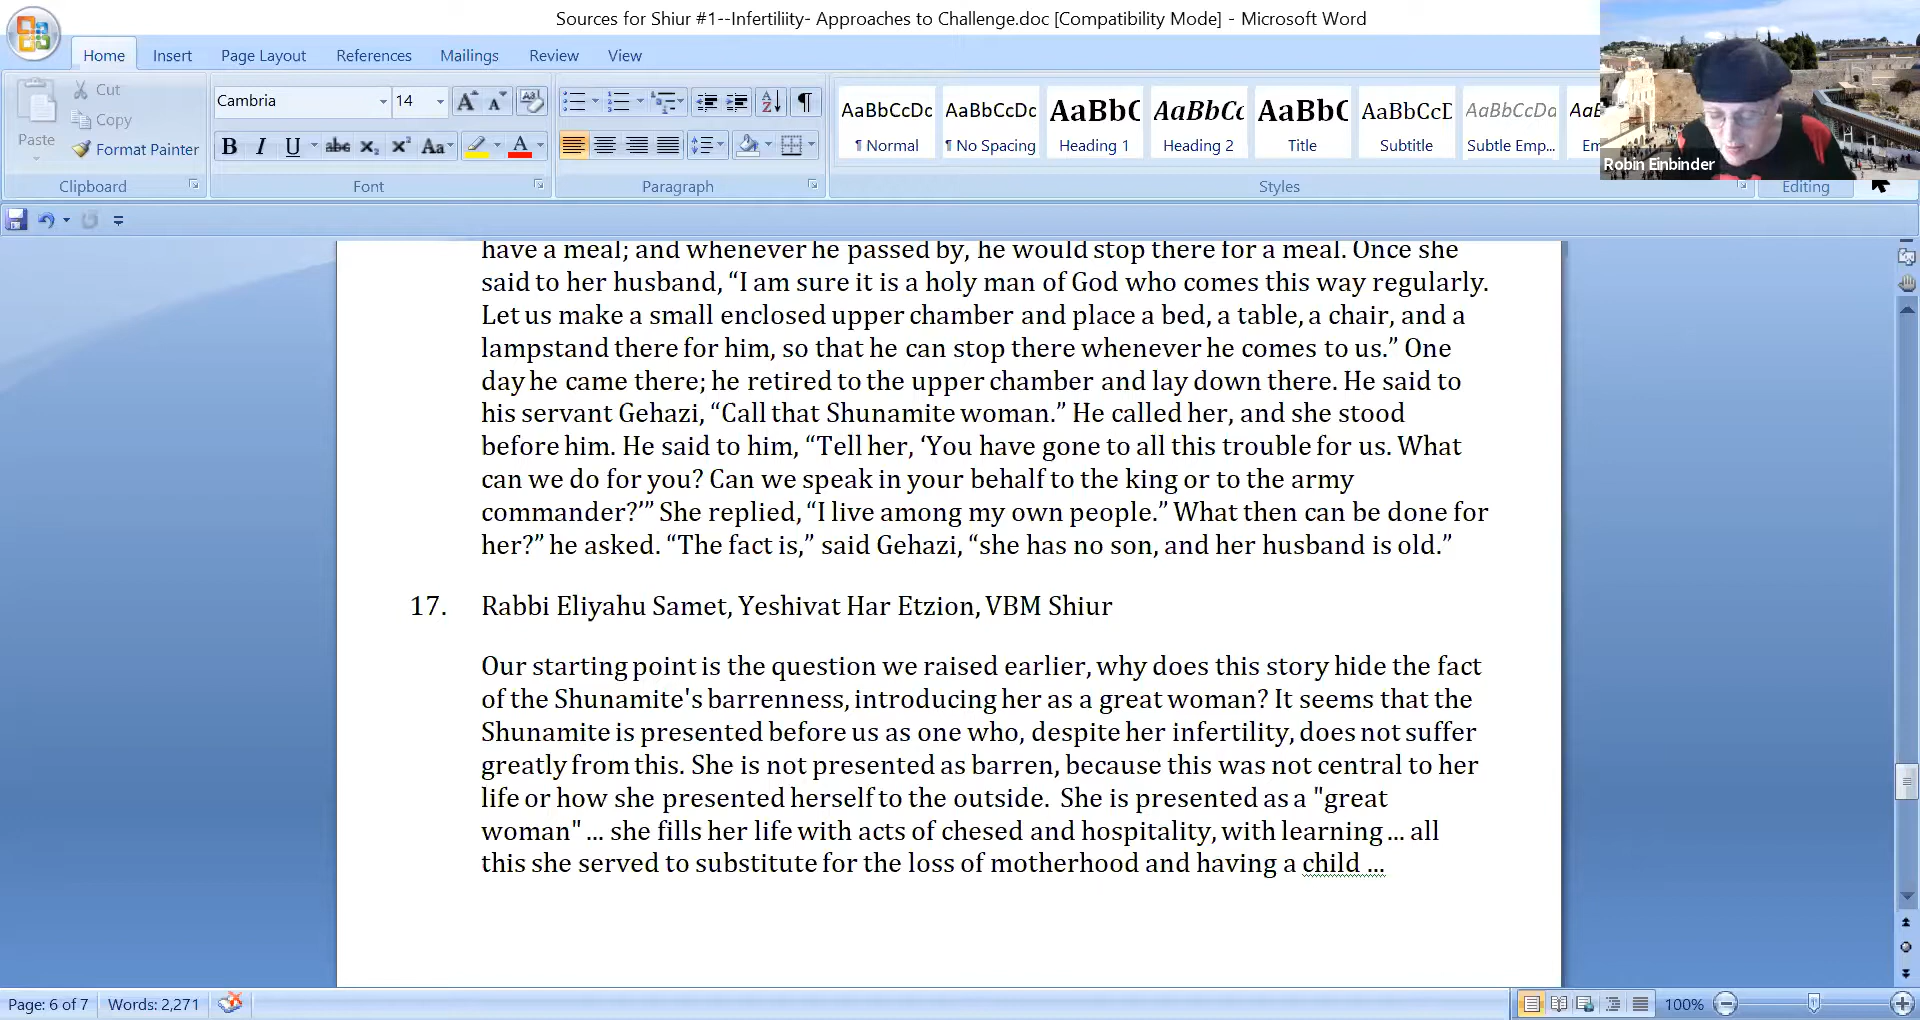 Sources for Shiur #1--Infertiliity- Approaches to Challenge.doc [Compatibility Mode] - Microsoft Word
Home Insert Page Layout References Mailings Review View
Paste Cut Copy Format Painter
Cambria 14
AaBbCcDc AaBbCcDc AaBbC AaBbCc AaBbC AaBbCcD AaBbCcDa AaE
¶ Normal ¶ No Spacing Heading 1 Heading 2 Title Subtitle Subtle Emp... Em
Robin Einbinder
Clipboard Font Paragraph Styles Editing
have a meal; and whenever he passed by, he would stop there for a meal. Once she
said to her husband, “I am sure it is a holy man of God who comes this way regularly.
Let us make a small enclosed upper chamber and place a bed, a table, a chair, and a
lampstand there for him, so that he can stop there whenever he comes to us.” One
day he came there; he retired to the upper chamber and lay down there. He said to
his servant Gehazi, “Call that Shunamite woman.” He called her, and she stood
before him. He said to him, “Tell her, ‘You have gone to all this trouble for us. What
can we do for you? Can we speak in your behalf to the king or to the army
commander?’” She replied, “I live among my own people.” What then can be done for
her?” he asked. “The fact is,” said Gehazi, “she has no son, and her husband is old.”
17. Rabbi Eliyahu Samet, Yeshivat Har Etzion, VBM Shiur
Our starting point is the question we raised earlier, why does this story hide the fact
of the Shunamite's barrenness, introducing her as a great woman? It seems that the
Shunamite is presented before us as one who, despite her infertility, does not suffer
greatly from this. She is not presented as barren, because this was not central to her
life or how she presented herself to the outside. She is presented as a "great
woman" ... she fills her life with acts of chesed and hospitality, with learning ... all
this she served to substitute for the loss of motherhood and having a child ...
Page: 6 of 7 Words: 2,271 100%